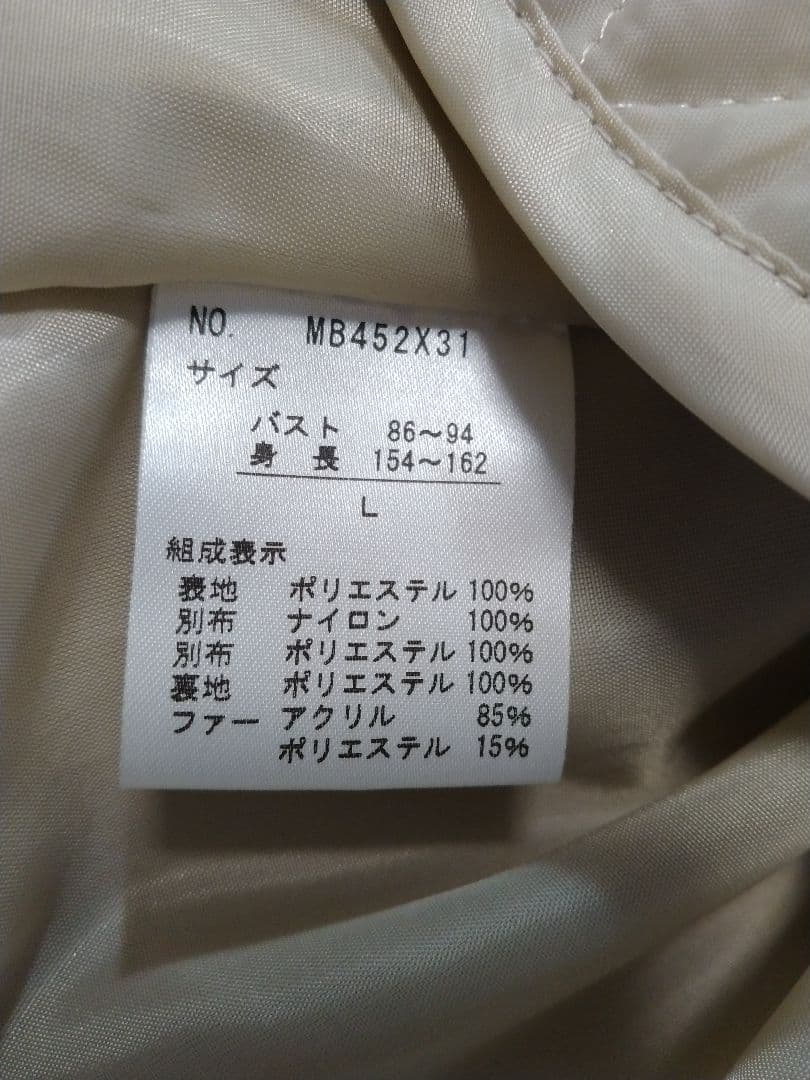 NO. MB452X31
サイズ
バスト 86～94
身長 154～162
L
組成表示
表地 ポリエステル 100%
別布 ナイロン 100%
別布 ポリエステル 100%
裏地 ポリエステル 100%
ファー アクリル 85%
ポリエステル 15%